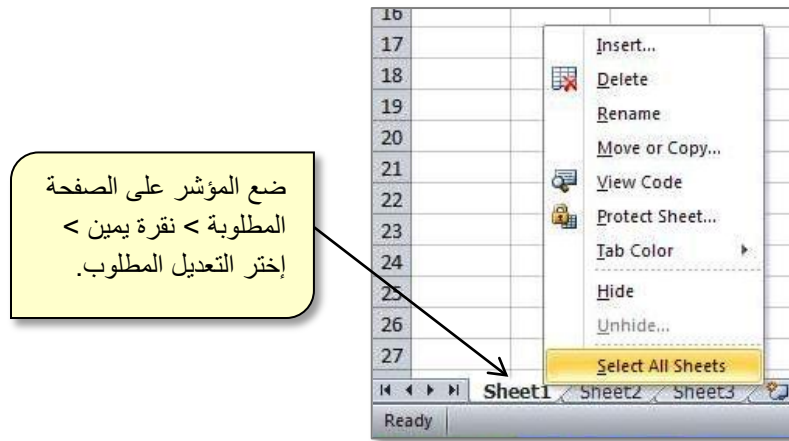 ضع المؤشر على الصفحة
المطلوبة > نقرة يمين >
إختر التعديل المطلوب.
16
17
18
19
20
21
22
23
24
25
26
27
Insert...
Delete
Rename
Move or Copy...
View Code
Protect Sheet...
Tab Color
Hide
Unhide...
Select All Sheets
Sheet1 Sheet2 Sheet3
Ready